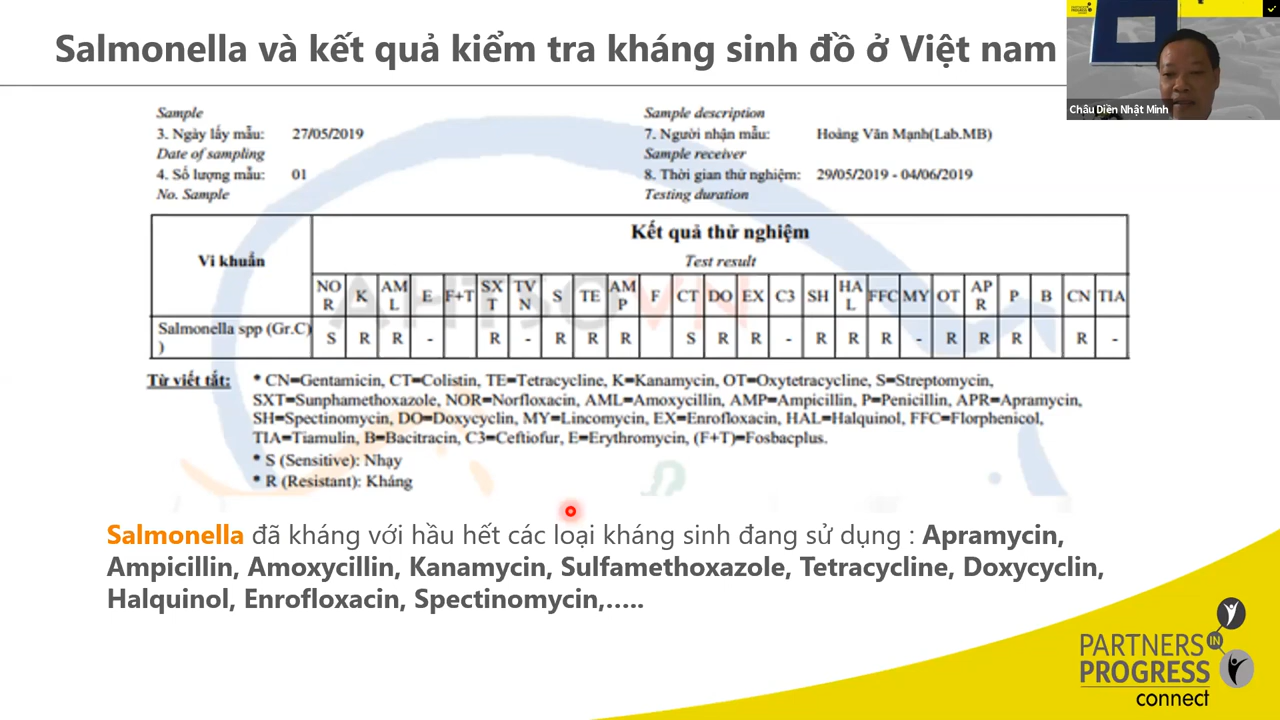 Salmonella và kết quả kiểm tra kháng sinh đồ ở Việt nam
Châu Diền Nhật Minh
Sample
3. Ngày lấy mẫu: 27/05/2019
Date of sampling
4. Số lượng mẫu: 01
No. Sample
Sample description
7. Người nhận mẫu: Hoàng Văn Mạnh(Lab.MB)
Sample receiver
8. Thời gian thử nghiệm: 29/05/2019 - 04/06/2019
Testing duration
Vi khuẩn
Kết quả thử nghiệm
Test result
NOR K AML E F+T SXT TVN S TE AMP F CT DO EX C3 SH HAL FFC MY OT APR P B CN TIA
Salmonella spp (Gr.C) S R R - R - R R R S R R - R R R - R R R R -
Từ viết tắt: * CN=Gentamicin, CT=Colistin, TE=Tetracycline, K=Kanamycin, OT=Oxytetracycline, S=Streptomycin,
SXT=Sunphamethoxazole, NOR=Norfloxacin, AML=Amoxycillin, AMP=Ampicillin, P=Penicillin, APR=Apramycin,
SH=Spectinomycin, DO=Doxycyclin, MY=Lincomycin, EX=Enrofloxacin, HAL=Halquinol, FFC=Florphenicol,
TIA=Tiamulin, B=Bacitracin, C3=Ceftiofur, E=Erythromycin, (F+T)=Fosbacplus.
* S (Sensitive): Nhạy
* R (Resistant): Kháng
Salmonella đã kháng với hầu hết các loại kháng sinh đang sử dụng : Apramycin,
Ampicillin, Amoxycillin, Kanamycin, Sulfamethoxazole, Tetracycline, Doxycyclin,
Halquinol, Enrofloxacin, Spectinomycin,…..
PARTNERS IN
PROGRESS
connect